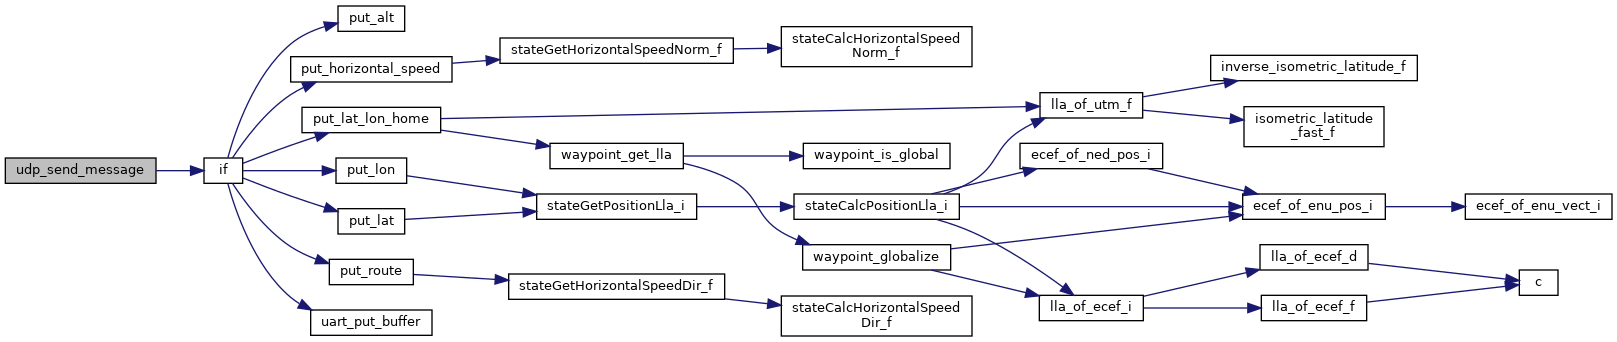 udp_send_message
if
put_alt
put_horizontal_speed
put_lat_lon_home
put_lon
put_lat
put_route
uart_put_buffer
stateGetHorizontalSpeedNorm_f
waypoint_get_lla
stateGetPositionLla_i
stateGetHorizontalSpeedDir_f
stateCalcHorizontalSpeed
Norm_f
waypoint_is_global
stateCalcPositionLla_i
waypoint_globalize
stateCalcHorizontalSpeed
Dir_f
lla_of_utm_f
ecef_of_ned_pos_i
lla_of_ecef_i
inverse_isometric_latitude_f
isometric_latitude
_fast_f
ecef_of_enu_pos_i
lla_of_ecef_d
lla_of_ecef_f
ecef_of_enu_vect_i
c